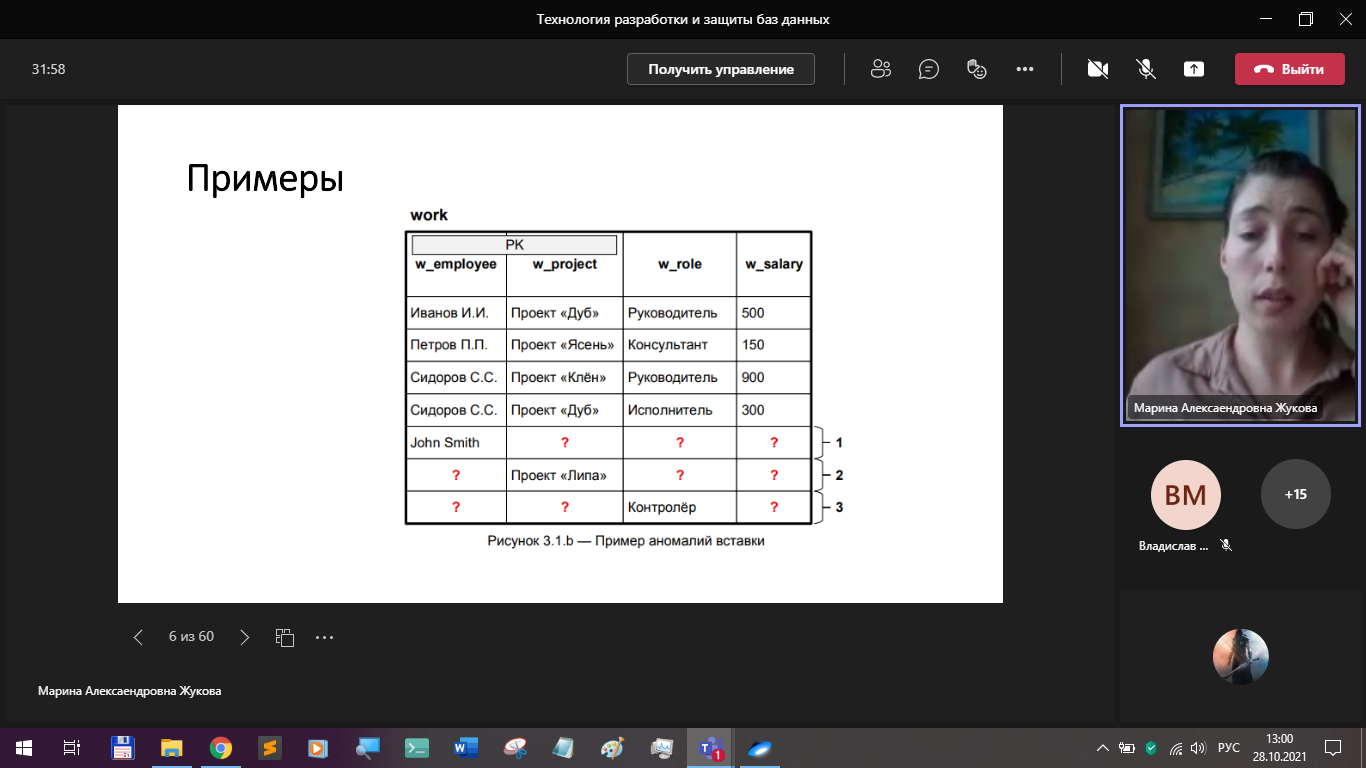 Технология разработки и защиты баз данных
31:58
Получить управление
Выйти
Примеры
work
PK
w_employee w_project w_role w_salary
Иванов И.И. Проект «Дуб» Руководитель 500
Петров П.П. Проект «Ясень» Консультант 150
Сидоров С.С. Проект «Клён» Руководитель 900
Сидоров С.С. Проект «Дуб» Исполнитель 300
John Smith ? ? ? 1
? Проект «Липа» ? ? 2
? ? Контролёр ? 3
Рисунок 3.1.b — Пример аномалий вставки
Марина Алексаендровна Жукова
ВМ
+15
Владислав ...
6 из 60
Марина Алексаендровна Жукова
1
РУС
13:00
28.10.2021